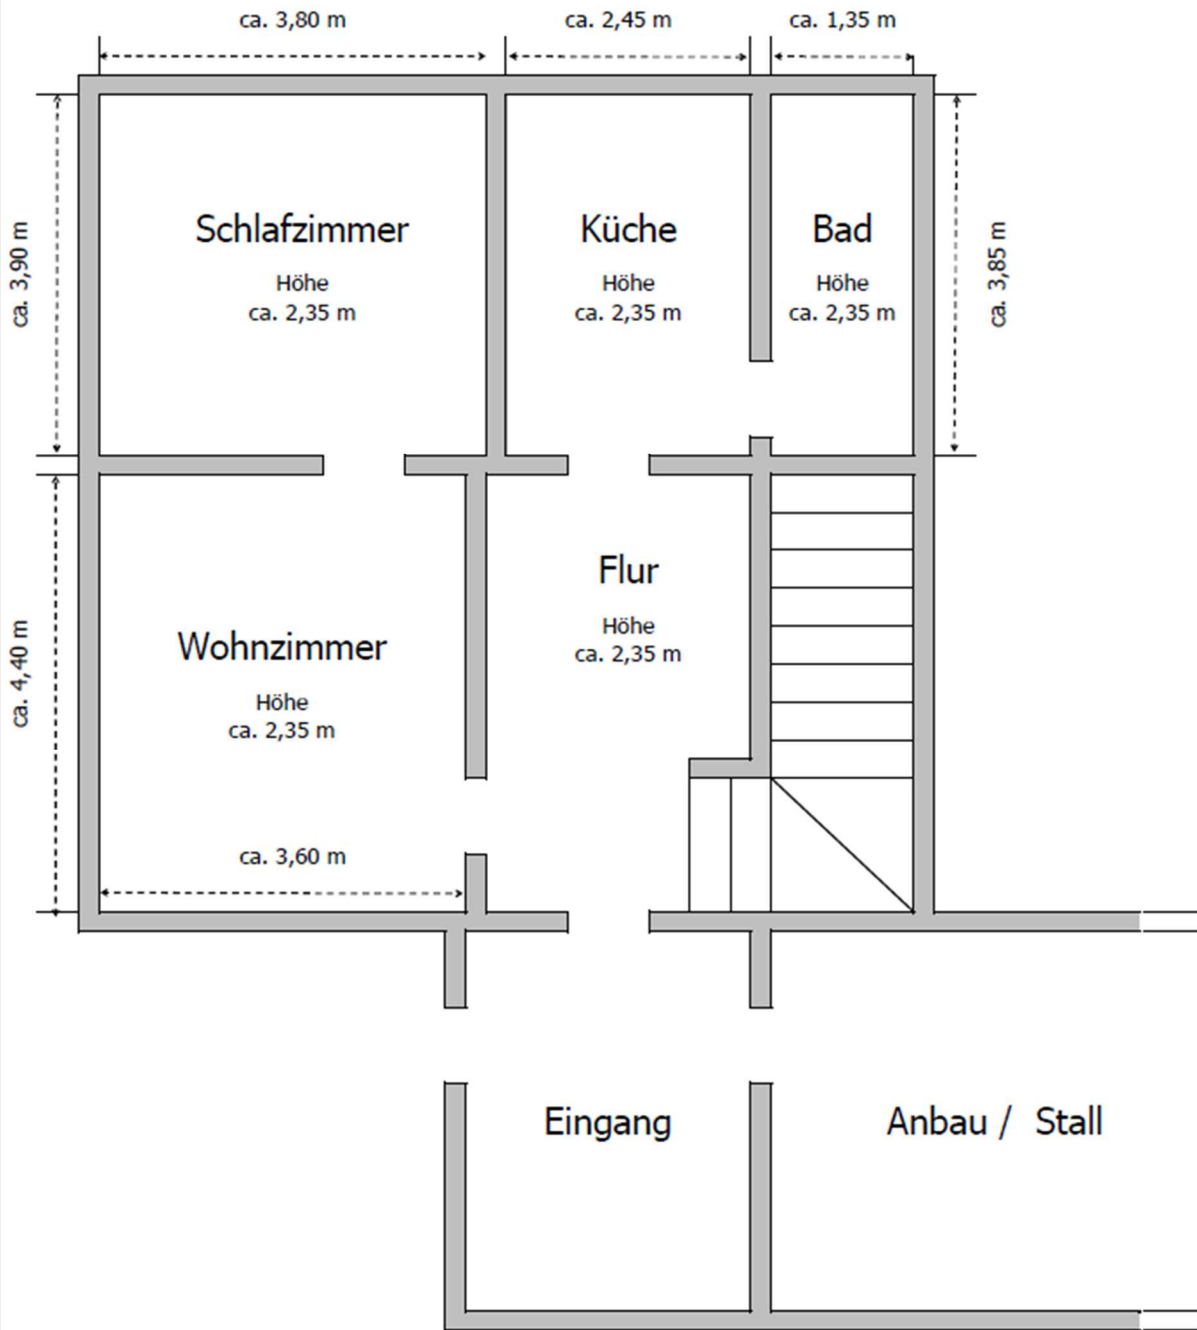 ca. 3,80 m
ca. 2,45 m
ca. 1,35 m
ca. 3,90 m
Schlafzimmer
Höhe
ca. 2,35 m
Küche
Höhe
ca. 2,35 m
Bad
Höhe
ca. 2,35 m
ca. 3,85 m
ca. 4,40 m
Wohnzimmer
Höhe
ca. 2,35 m
Flur
Höhe
ca. 2,35 m
ca. 3,60 m
Eingang
Anbau / Stall